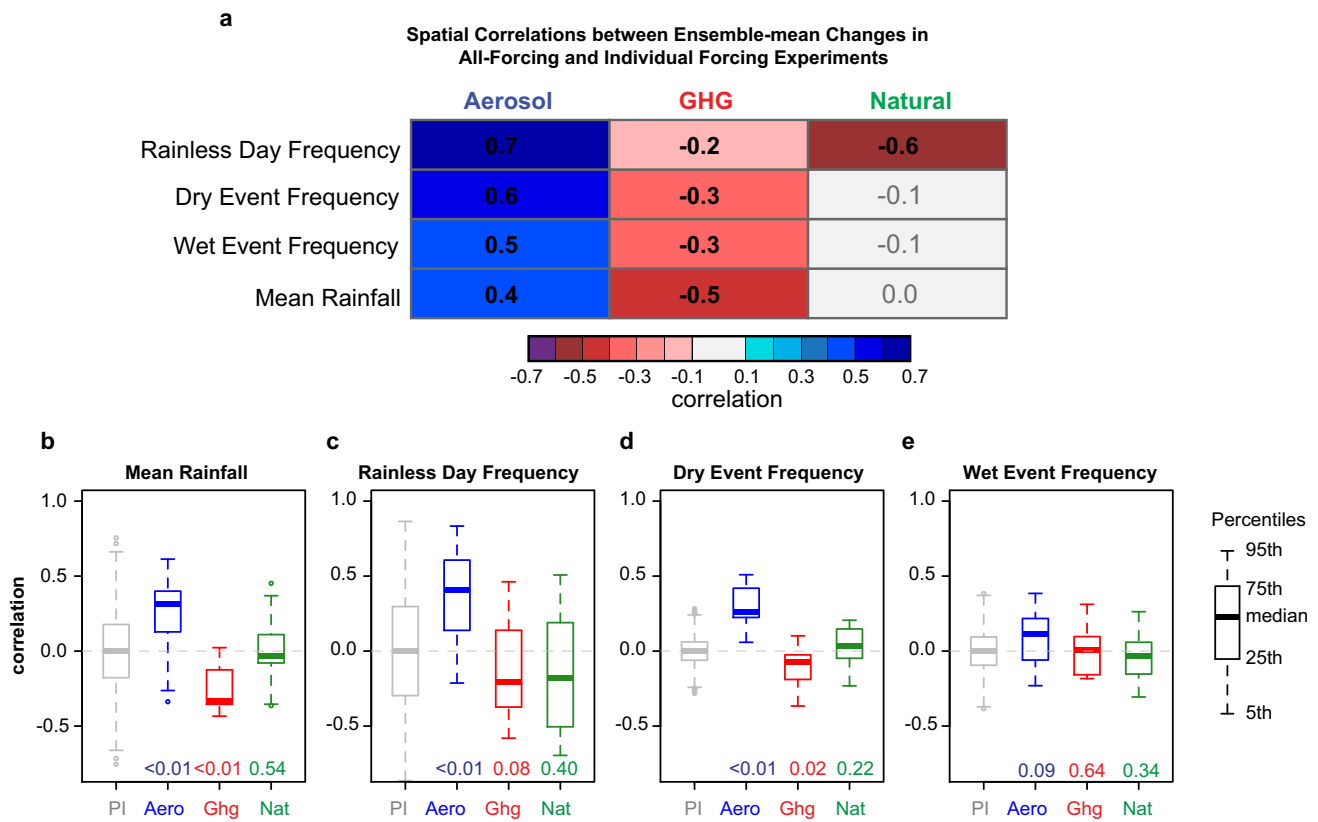 a
Spatial Correlations between Ensemble-mean Changes in
All-Forcing and Individual Forcing Experiments
Aerosol GHG Natural
Rainless Day Frequency 0.7 -0.2 -0.6
Dry Event Frequency 0.6 -0.3 -0.1
Wet Event Frequency 0.5 -0.3 -0.1
Mean Rainfall 0.4 -0.5 0.0
-0.7 -0.5 -0.3 -0.1 0.1 0.3 0.5 0.7
correlation
b
Mean Rainfall
correlation
1.0
0.5
0.0
-0.5
<0.01 <0.01 0.54
PI Aero Ghg Nat
c
Rainless Day Frequency
1.0
0.5
0.0
-0.5
<0.01 0.08 0.40
PI Aero Ghg Nat
d
Dry Event Frequency
1.0
0.5
0.0
-0.5
<0.01 0.02 0.22
PI Aero Ghg Nat
e
Wet Event Frequency
1.0
0.5
0.0
-0.5
0.09 0.64 0.34
PI Aero Ghg Nat
Percentiles
95th
75th
median
25th
5th